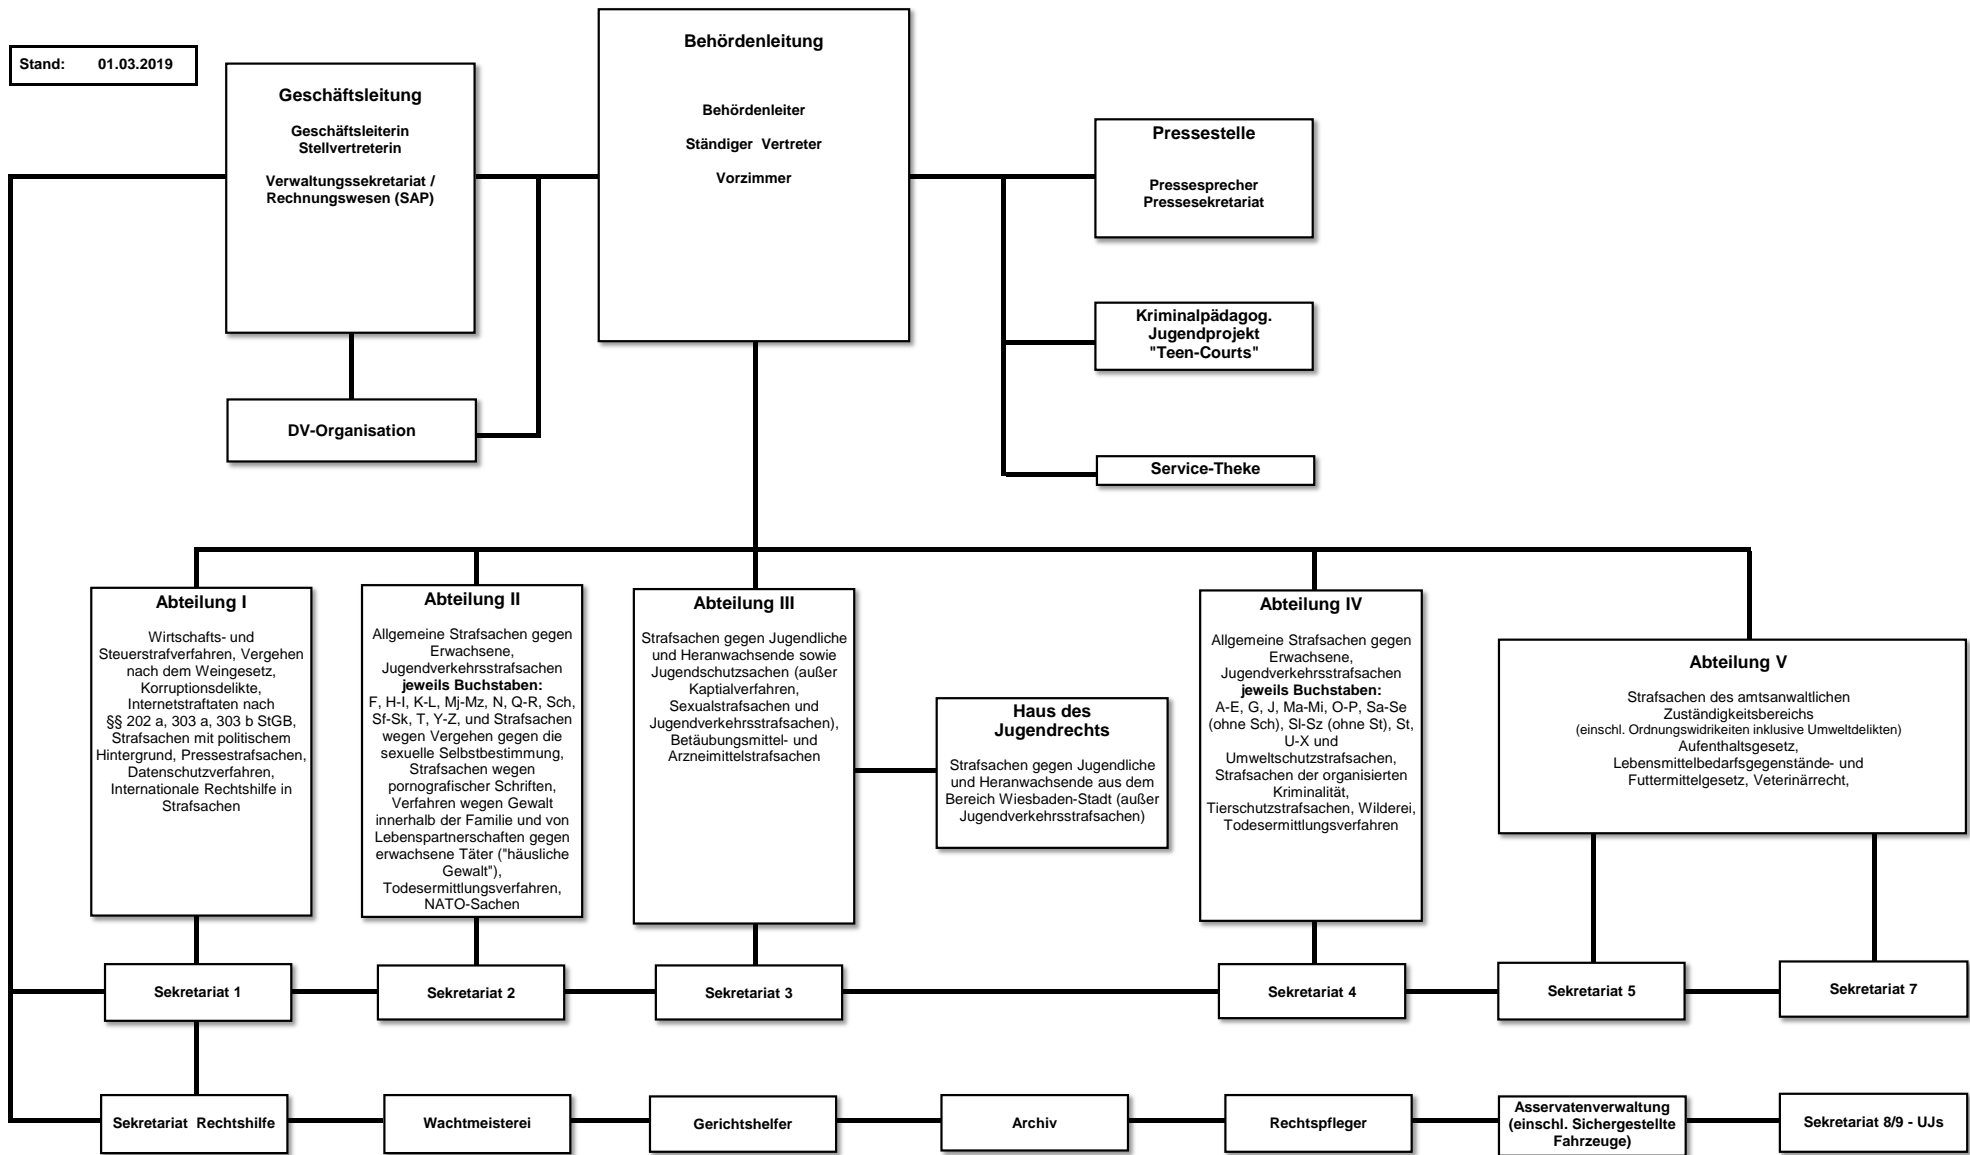 Stand: 01.03.2019
Behördenleitung
Behördenleiter
Ständiger Vertreter
Vorzimmer
Geschäftsleitung
Geschäftsleiterin
Stellvertreterin
Verwaltungssekretariat /
Rechnungswesen (SAP)
Pressestelle
Pressesprecher
Pressesekretariat
Kriminalpädagog.
Jugendprojekt
"Teen-Courts"
DV-Organisation
Service-Theke
Abteilung I
Wirtschafts- und
Steuerstrafverfahren, Vergehen
nach dem Weingesetz,
Korruptionsdelikte,
Internetstraftaten nach
§§ 202 a, 303 a, 303 b StGB,
Strafsachen mit politischem
Hintergrund, Pressestrafsachen,
Datenschutzverfahren,
Internationale Rechtshilfe in
Strafsachen
Abteilung II
Allgemeine Strafsachen gegen
Erwachsene,
Jugendverkehrsstrafsachen
jeweils Buchstaben:
F, H-I, K-L, Mj-Mz, N, Q-R, Sch,
Sf-Sk, T, Y-Z, und Strafsachen
wegen Vergehen gegen die
sexuelle Selbstbestimmung,
Strafsachen wegen
pornografischer Schriften,
Verfahren wegen Gewalt
innerhalb der Familie und von
Lebenspartnerschaften gegen
erwachsene Täter ("häusliche
Gewalt"),
Todesermittlungsverfahren,
NATO-Sachen
Abteilung III
Strafsachen gegen Jugendliche
und Heranwachsende sowie
Jugendschutzsachen (außer
Kaptialverfahren,
Sexualstrafsachen und
Jugendverkehrsstrafsachen),
Betäubungsmittel- und
Arzneimittelstrafsachen
Haus des
Jugendrechts
Strafsachen gegen Jugendliche
und Heranwachsende aus dem
Bereich Wiesbaden-Stadt (außer
Jugendverkehrsstrafsachen)
Abteilung IV
Allgemeine Strafsachen gegen
Erwachsene,
Jugendverkehrsstrafsachen
jeweils Buchstaben:
A-E, G, J, Ma-Mi, O-P, Sa-Se
(ohne Sch), Sl-Sz (ohne St), St,
U-X und
Umweltschutzstrafsachen,
Strafsachen der organisierten
Kriminalität,
Tierschutzstrafsachen, Wilderei,
Todesermittlungsverfahren
Abteilung V
Strafsachen des amtsanwaltlichen
Zuständigkeitsbereichs
(einschl. Ordnungswidrikeiten inklusive Umweltdelikten)
Aufenthaltsgesetz,
Lebensmittelbedarfsgegenstände- und
Futtermittelgesetz, Veterinärrecht,
Sekretariat 1
Sekretariat 2
Sekretariat 3
Sekretariat 4
Sekretariat 5
Sekretariat 7
Sekretariat Rechtshilfe
Wachtmeisterei
Gerichtshelfer
Archiv
Rechtspfleger
Asservatenverwaltung
(einschl. Sichergestellte
Fahrzeuge)
Sekretariat 8/9 - UJs